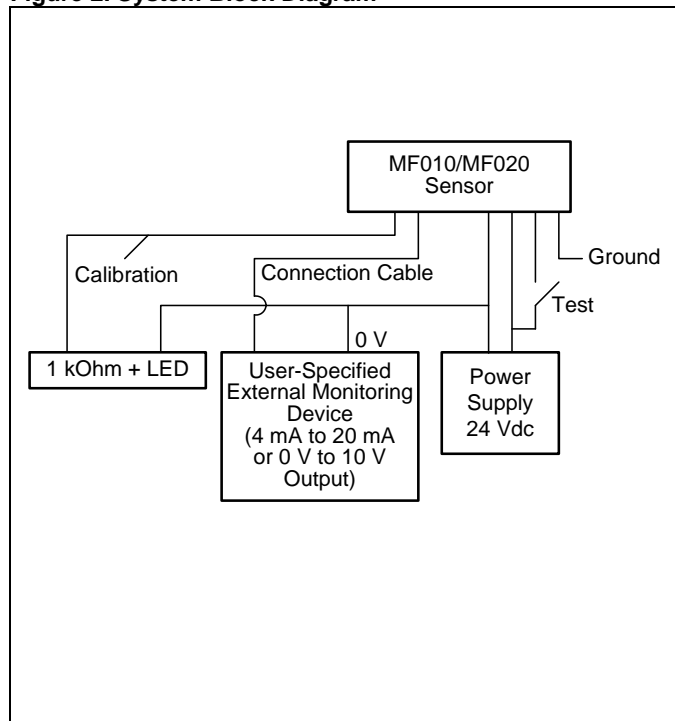 Figure 2. System Block Diagram
MF010/MF020
Sensor
Calibration
Connection Cable
Ground
Test
0 V
1 kOhm + LED
User-Specified
External Monitoring
Device
(4 mA to 20 mA
or 0 V to 10 V
Output)
Power
Supply
24 Vdc